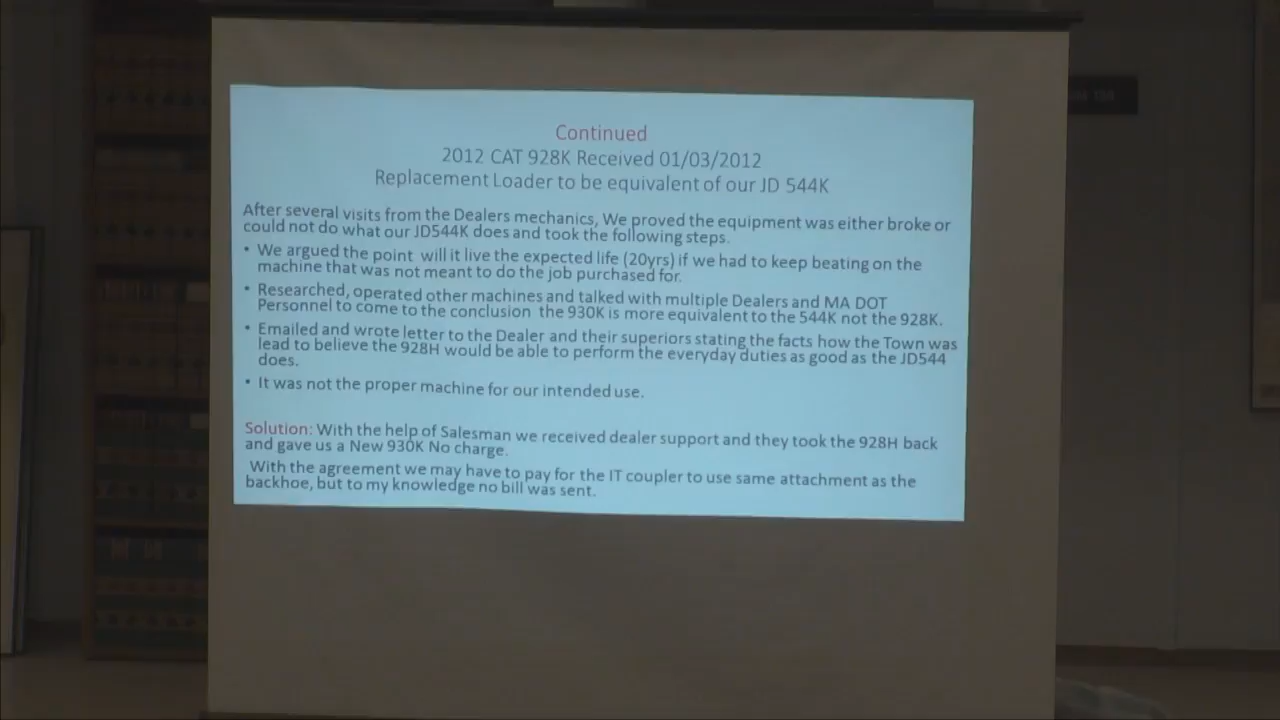 Continued
2012 CAT 928K Received 01/03/2012
Replacement Loader to be equivalent of our JD 544K
After several visits from the Dealers mechanics, We proved the equipment was either broke or
could not do what our JD544K does and took the following steps.
• We argued the point will it live the expected life (20yrs) if we had to keep beating on the
machine that was not meant to do the job purchased for.
• Researched, operated other machines and talked with multiple Dealers and MA DOT
Personnel to come to the conclusion the 930K is more equivalent to the 544K not the 928K.
• Emailed and wrote letter to the Dealer and their superiors stating the facts how the Town was
lead to believe the 928H would be able to perform the everyday duties as good as the JD544
does.
• It was not the proper machine for our intended use.
Solution: With the help of Salesman we received dealer support and they took the 928H back
and gave us a New 930K No charge.
With the agreement we may have to pay for the IT coupler to use same attachment as the
backhoe, but to my knowledge no bill was sent.